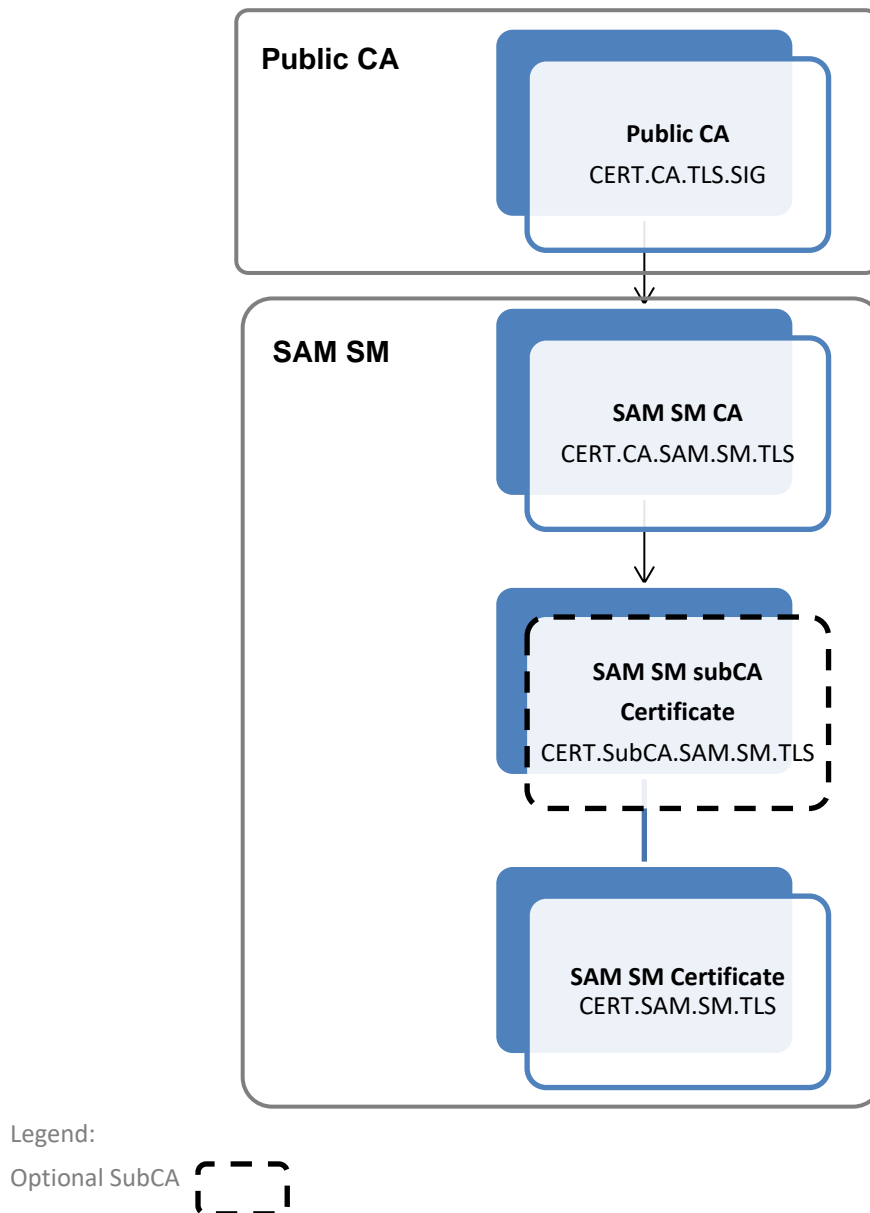 Public CA
Public CA
CERT.CA.TLS.SIG
SAM SM
SAM SM CA
CERT.CA.SAM.SM.TLS
SAM SM subCA
Certificate
CERT.SubCA.SAM.SM.TLS
SAM SM Certificate
CERT.SAM.SM.TLS
Legend:
Optional SubCA